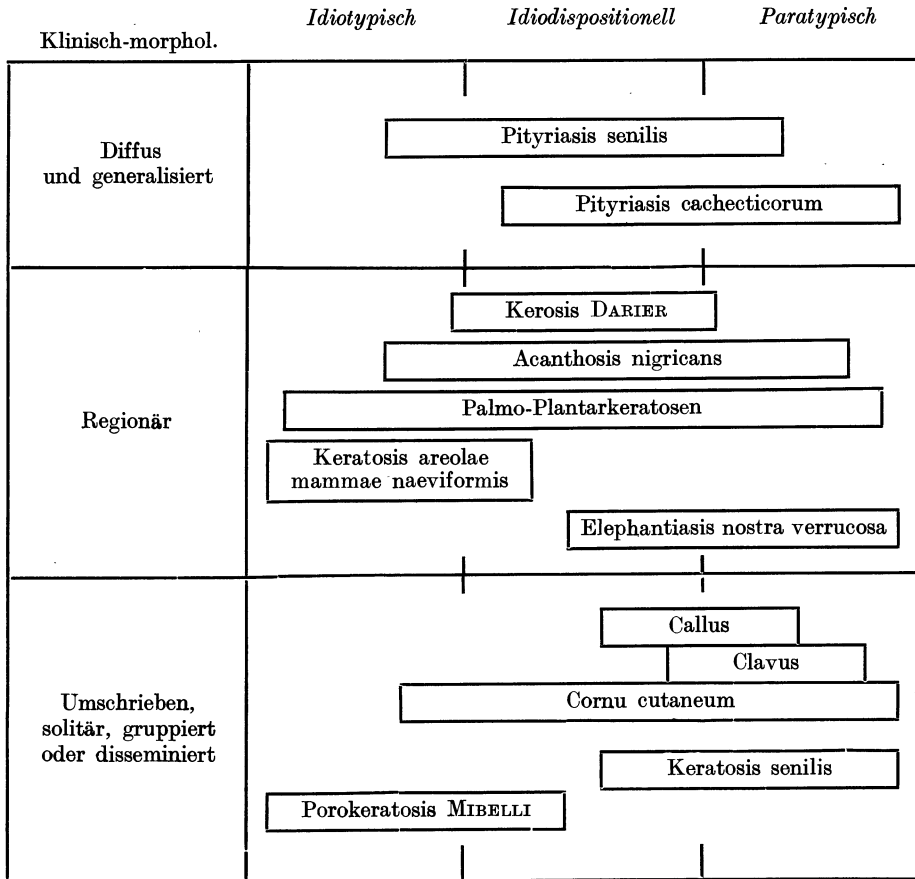 Idiotypisch Idiodispositionell Paratypisch
Klinisch-morphol.
Diffus
und generalisiert
Pityriasis senilis
Pityriasis cachecticorum
Regionär
Kerosis DARIER
Acanthosis nigricans
Palmo-Plantarkeratosen
Keratosis areolae
mammae naeviformis
Elephantiasis nostra verrucosa
Umschrieben,
solitär, gruppiert
oder disseminiert
Callus
Clavus
Cornu cutaneum
Keratosis senilis
Porokeratosis MIBELLI